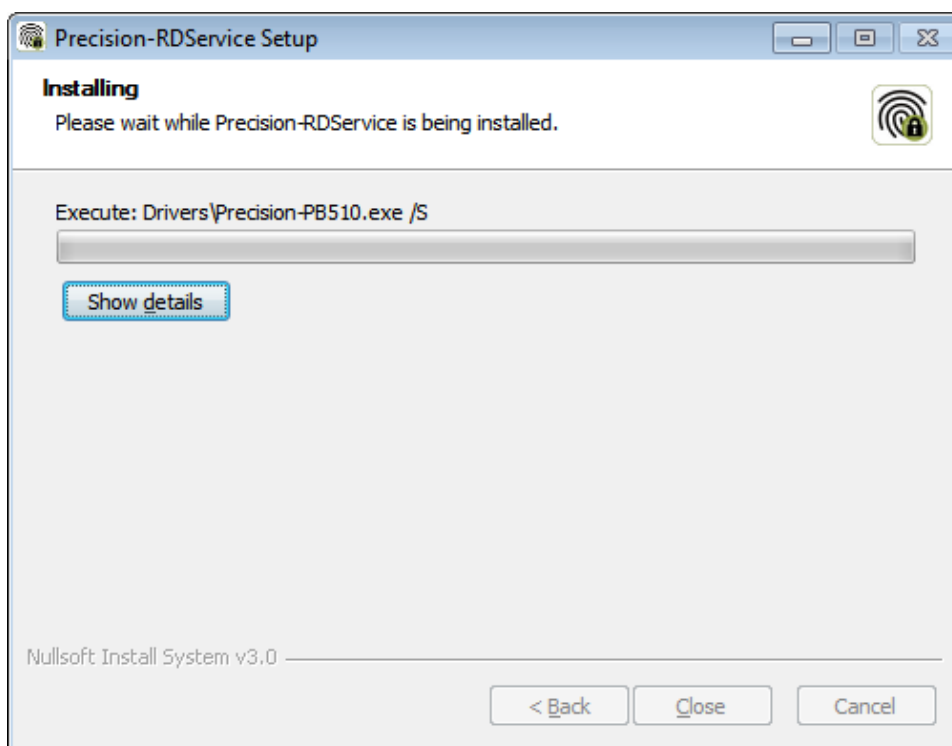 Precision-RDService Setup
Installing
Please wait while Precision-RDService is being installed.
Execute: Drivers\Precision-PB510.exe /S
Show details
Nullsoft Install System v3.0
< Back
Close
Cancel